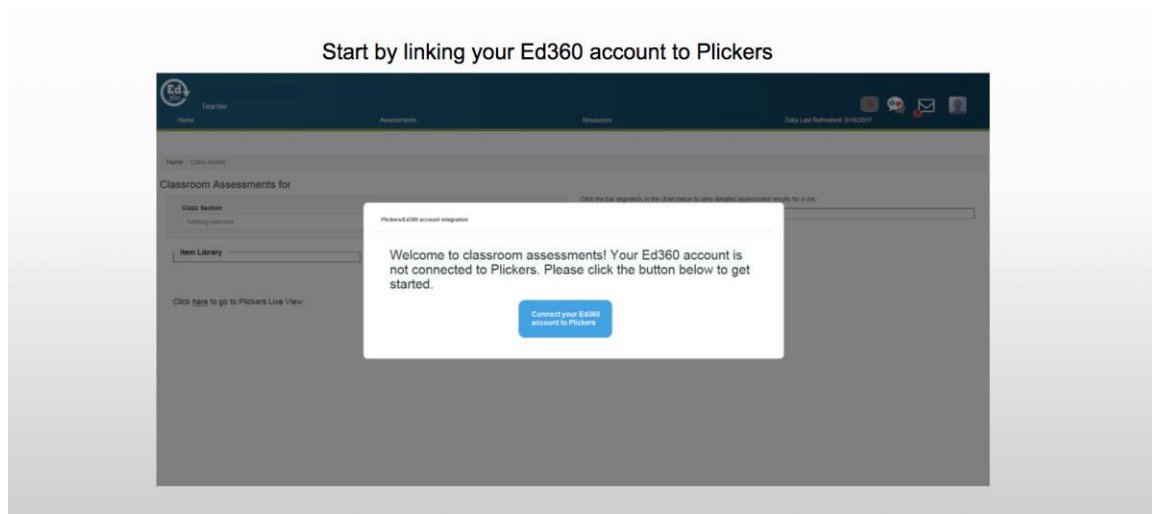 Start by linking your Ed360 account to Plickers
Ed
360
Teacher
Home
Assessments
Resources
Data Last Refreshed: 5/16/2017
Home
Class Roster
Classroom Assessments for
Click the bar segments in the chart below to view detailed assessment results for a day.
Class Section
Nothing selected
Plickers/Ed360 account integration
Welcome to classroom assessments! Your Ed360 account is
not connected to Plickers. Please click the button below to get
started.
Item Library
Click here to go to Plickers Live View
Connect your Ed360
account to Plickers